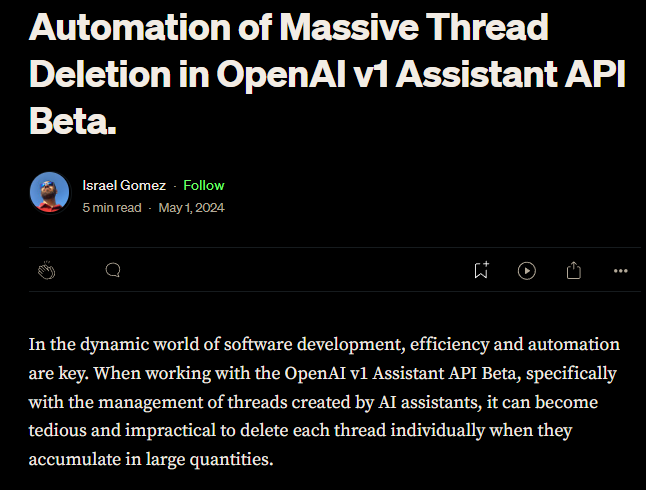 Automation of Massive Thread
Deletion in OpenAI v1 Assistant API
Beta.
Israel Gomez · Follow
5 min read · May 1, 2024
In the dynamic world of software development, efficiency and automation
are key. When working with the OpenAI v1 Assistant API Beta, specifically
with the management of threads created by AI assistants, it can become
tedious and impractical to delete each thread individually when they
accumulate in large quantities.